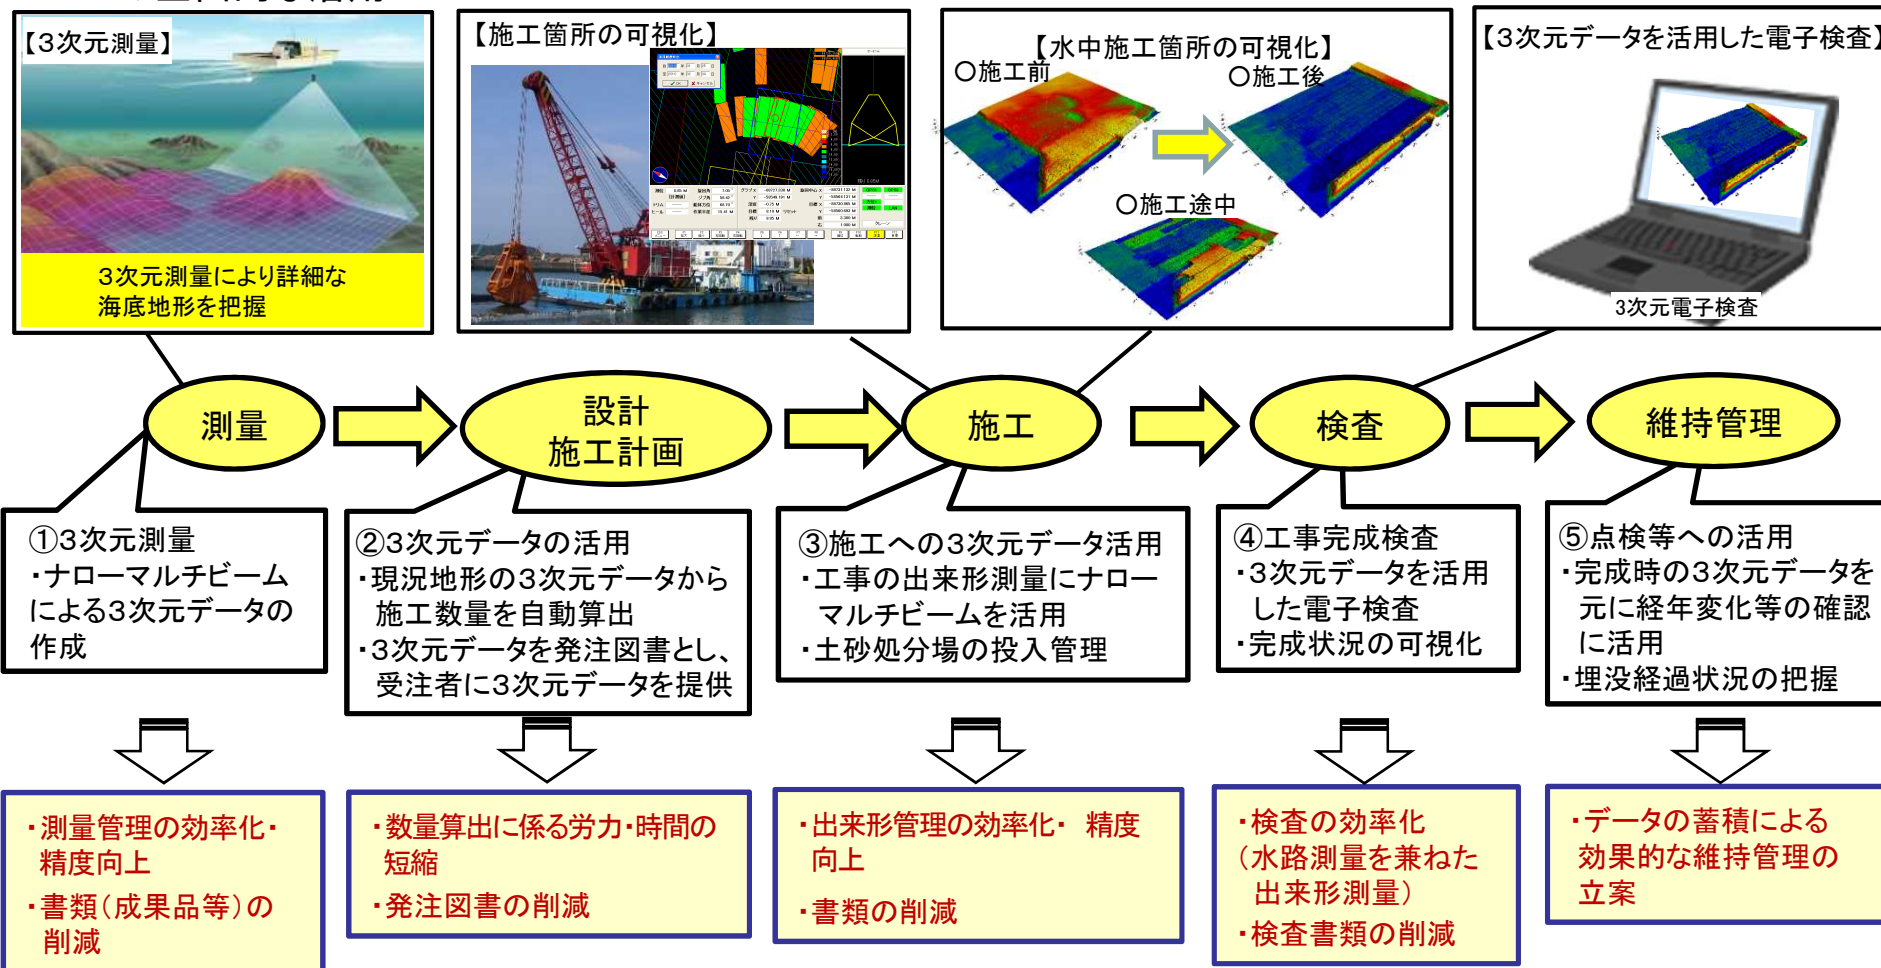 【3次元測量】
3次元測量により詳細な
海底地形を把握
【施工箇所の可視化】
【水中施工箇所の可視化】
○施工前
○施工後
○施工途中
【3次元データを活用した電子検査】
3次元電子検査
測量
設計
施工計画
施工
検査
維持管理
①3次元測量
・ナローマルチビーム
による3次元データの
作成
②3次元データの活用
・現況地形の3次元データから
施工数量を自動算出
・3次元データを発注図書とし、
受注者に3次元データを提供
③施工への3次元データ活用
・工事の出来形測量にナロー
マルチビームを活用
・土砂処分場の投入管理
④工事完成検査
・3次元データを活用
した電子検査
・完成状況の可視化
⑤点検等への活用
・完成時の3次元データを
元に経年変化等の確認
に活用
・埋没経過状況の把握
・測量管理の効率化・
精度向上
・書類(成果品等)の
削減
・数量算出に係る労力・時間の
短縮
・発注図書の削減
・出来形管理の効率化・ 精度
向上
・書類の削減
・検査の効率化
(水路測量を兼ねた
出来形測量)
・検査書類の削減
・データの蓄積による
効果的な維持管理の
立案